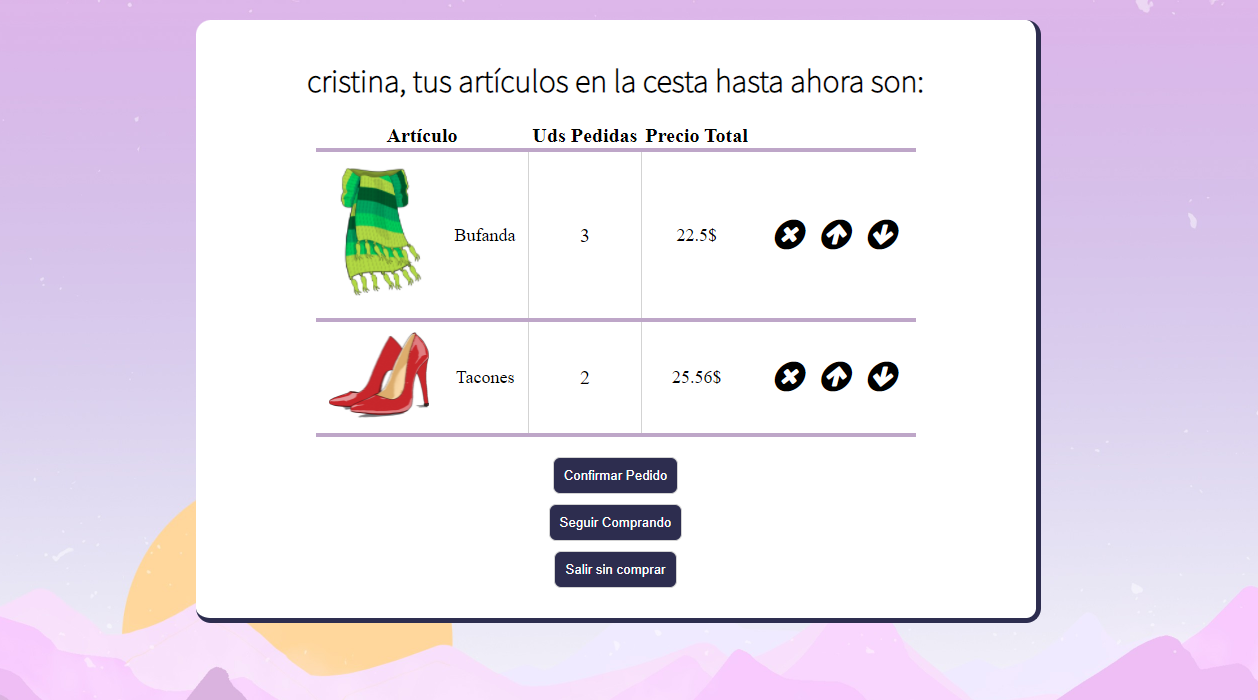 cristina, tus artículos en la cesta hasta ahora son:
Artículo Uds Pedidas Precio Total
Bufanda 3 22.5$
Tacones 2 25.56$
Confirmar Pedido
Seguir Comprando
Salir sin comprar